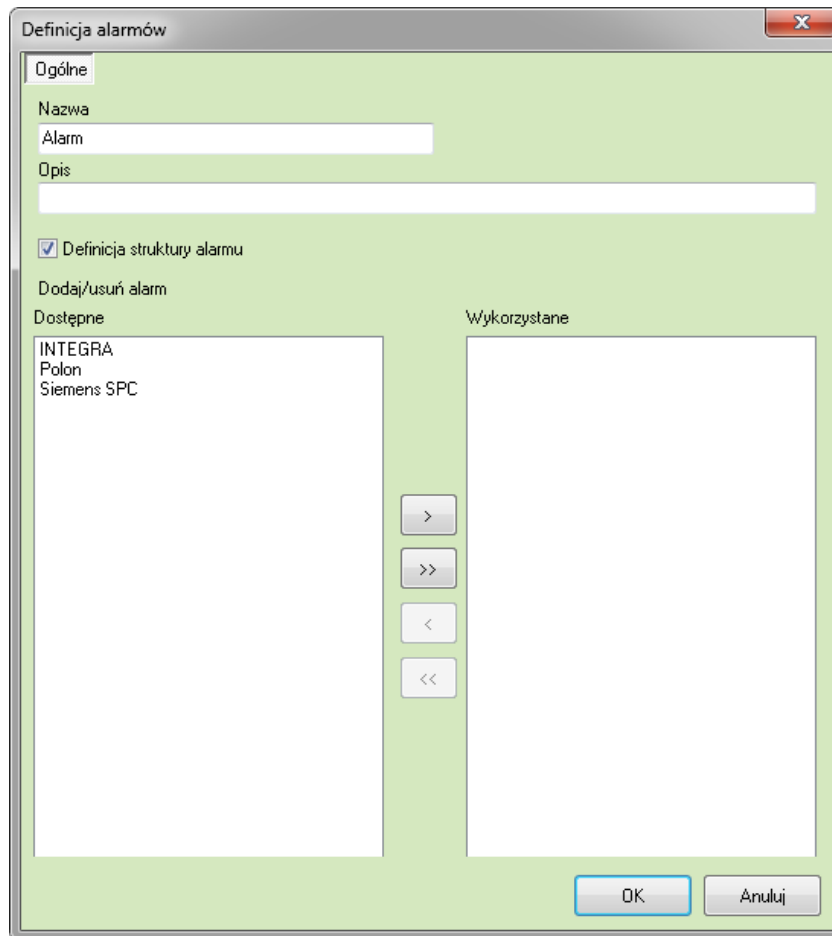 Definicja alarmów
Ogólne
Nazwa
Alarm
Opis
Definicja struktury alarmu
Dodaj/usuń alarm
Dostępne
Wykorzystane
INTEGRA
Polon
Siemens SPC
>
>>
<
<<
OK
Anuluj